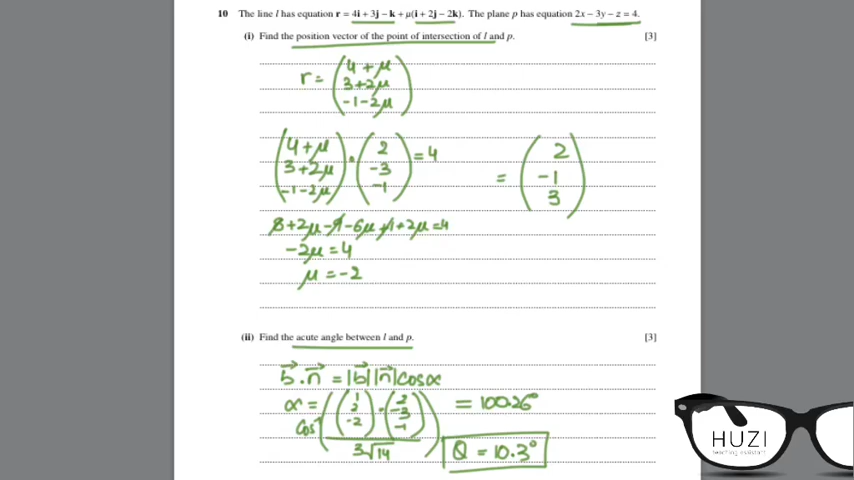 10 The line l has equation r = 4i + 3j − k + μ(i + 2j − 2k). The plane p has equation 2x − 3y − z = 4.
(i) Find the position vector of the point of intersection of l and p. [3]
r = (4 + μ
3+2μ
-1-2μ)
(4+μ
3+2μ
-1-2μ) · (2
-3
-1) = 4
8+2μ-9-6μ+1+2μ=4
-2μ = 4
μ = -2
= (2
-1
3)
(ii) Find the acute angle between l and p. [3]
b⃗ . n⃗ = |b⃗| |n⃗| cos α
α = cos⁻¹ ((1
2
-2) · (2
-3
-1) / 3√14) = 100.26°
Q = 10.3°
HUZI
teaching assistant